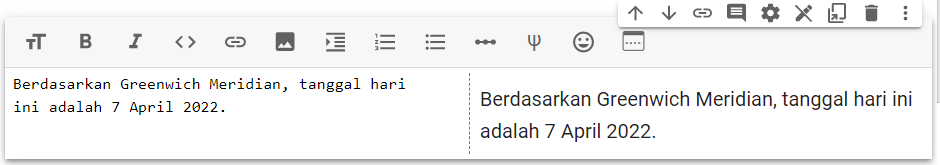 Berdasarkan Greenwich Meridian, tanggal hari
ini adalah 7 April 2022.
Berdasarkan Greenwich Meridian, tanggal hari ini
adalah 7 April 2022.